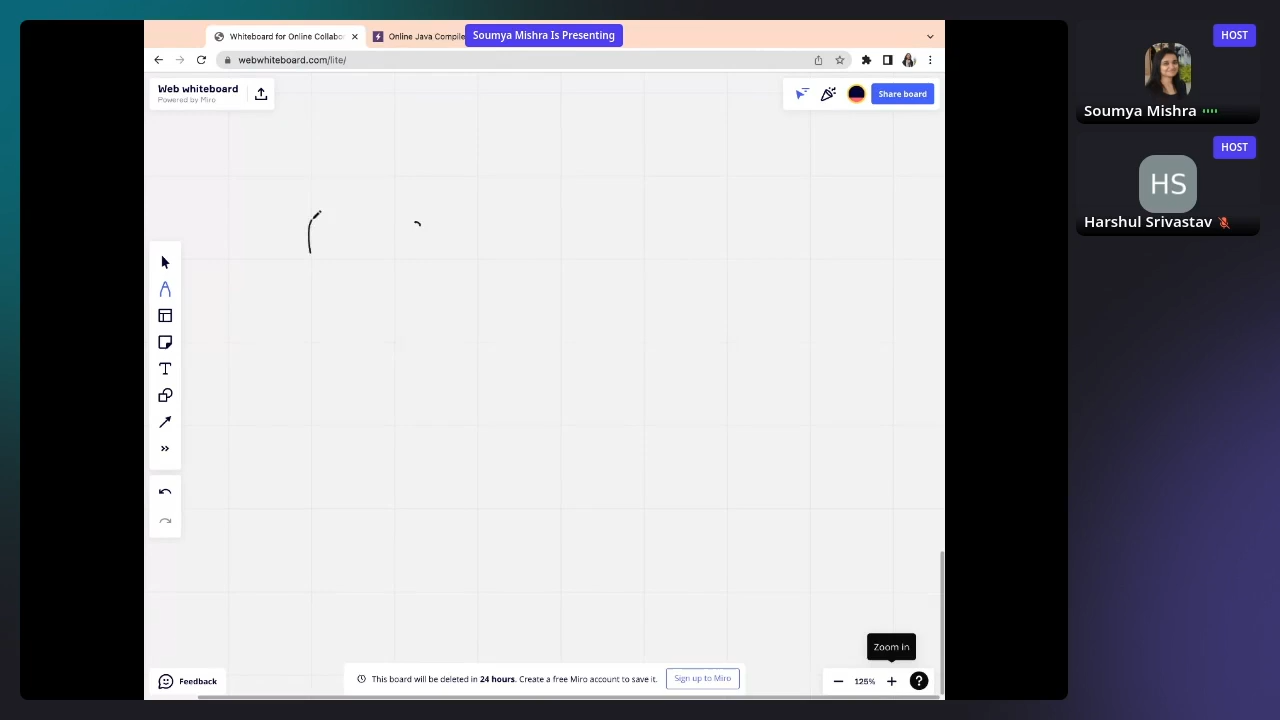 Whiteboard for Online Collabo
Online Java Compile
Soumya Mishra Is Presenting
webwhiteboard.com/lite/
Web whiteboard
Powered by Miro
Share board
HOST
Soumya Mishra
HOST
HS
Harshul Srivastav
Zoom in
Feedback
This board will be deleted in 24 hours. Create a free Miro account to save it.
Sign up to Miro
125%